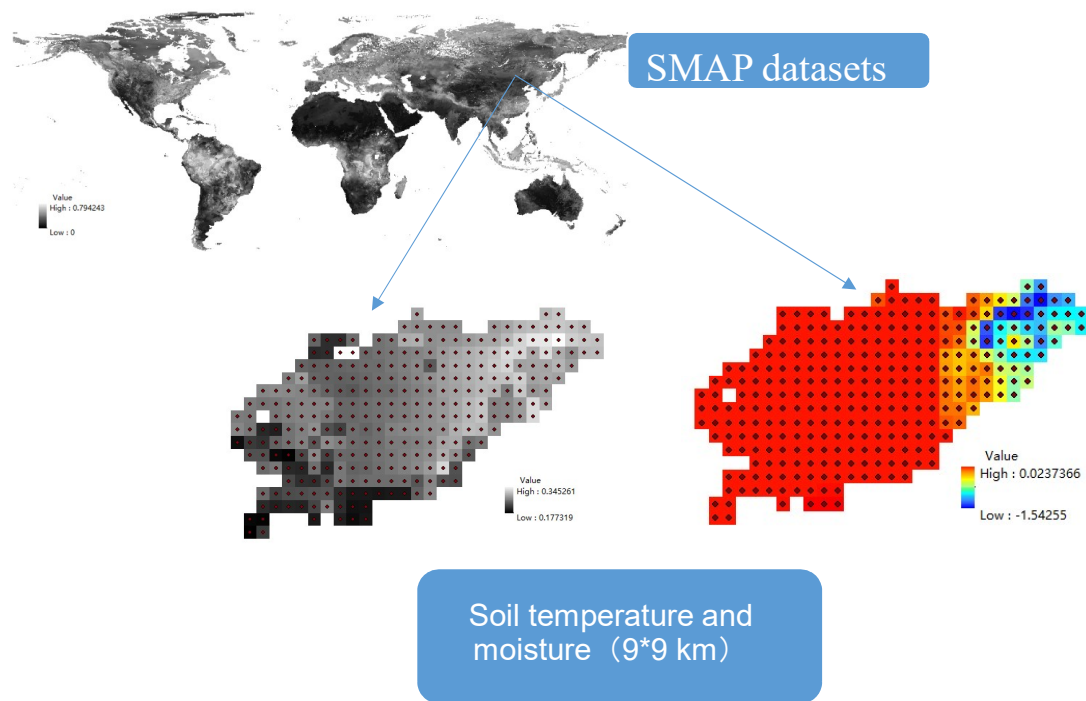 SMAP datasets
Value
High : 0.794243
Low : 0
Value
High : 0.345261
Low : 0.177319
Value
High : 0.0237366
Low : -1.54255
Soil temperature and
moisture（9*9 km）